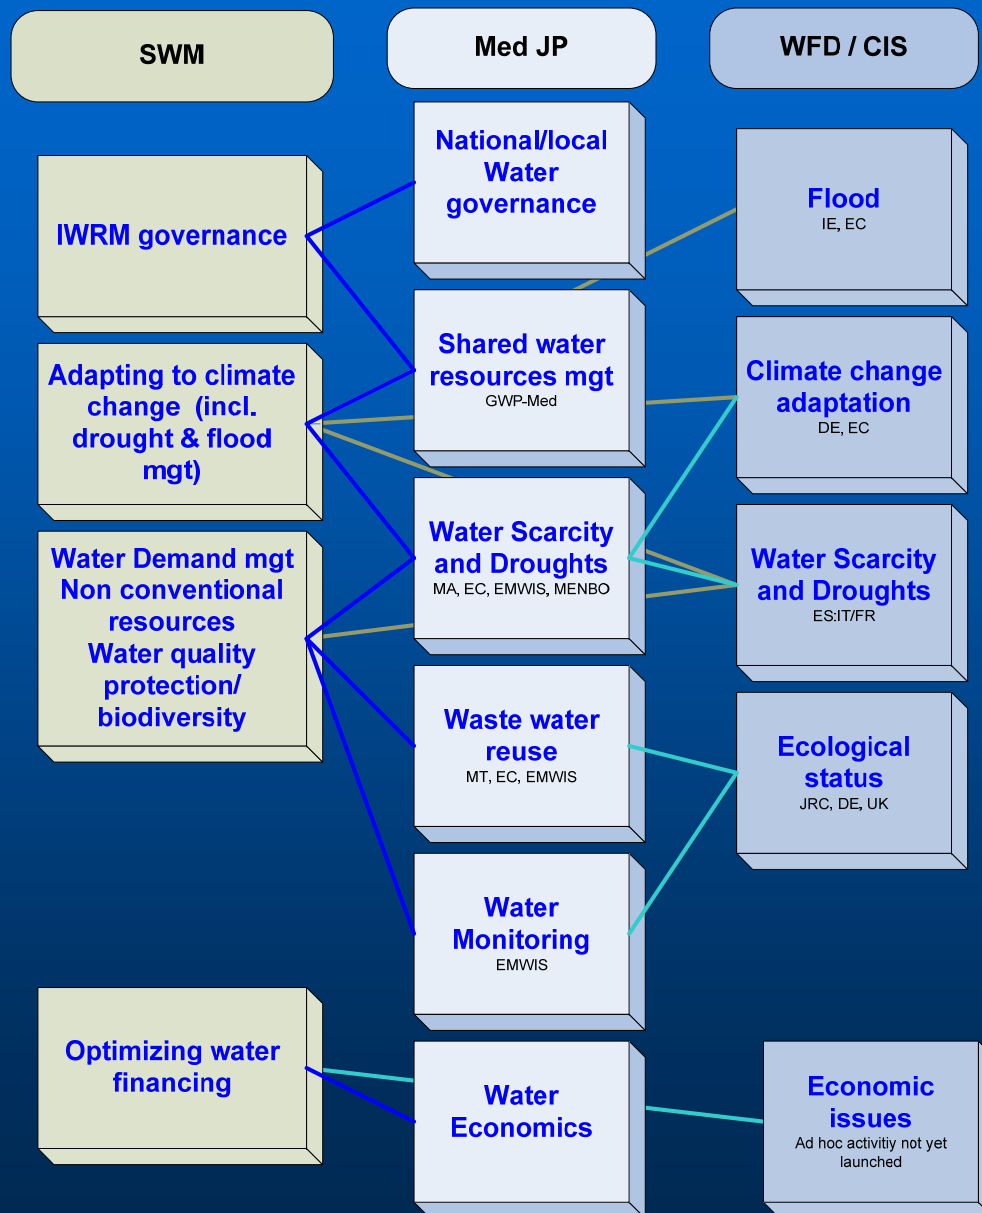 SWM
Med JP
WFD / CIS
IWRM governance
Adapting to climate
change (incl.
drought & flood
mgt)
Water Demand mgt
Non conventional
resources
Water quality
protection/
biodiversity
Optimizing water
financing
National/local
Water
governance
Shared water
resources mgt
GWP-Med
Water Scarcity
and Droughts
MA, EC, EMWIS, MENBO
Waste water
reuse
MT, EC, EMWIS
Water
Monitoring
EMWIS
Water
Economics
Flood
IE, EC
Climate change
adaptation
DE, EC
Water Scarcity
and Droughts
ES:IT/FR
Ecological
status
JRC, DE, UK
Economic
issues
Ad hoc activitiy not yet
launched